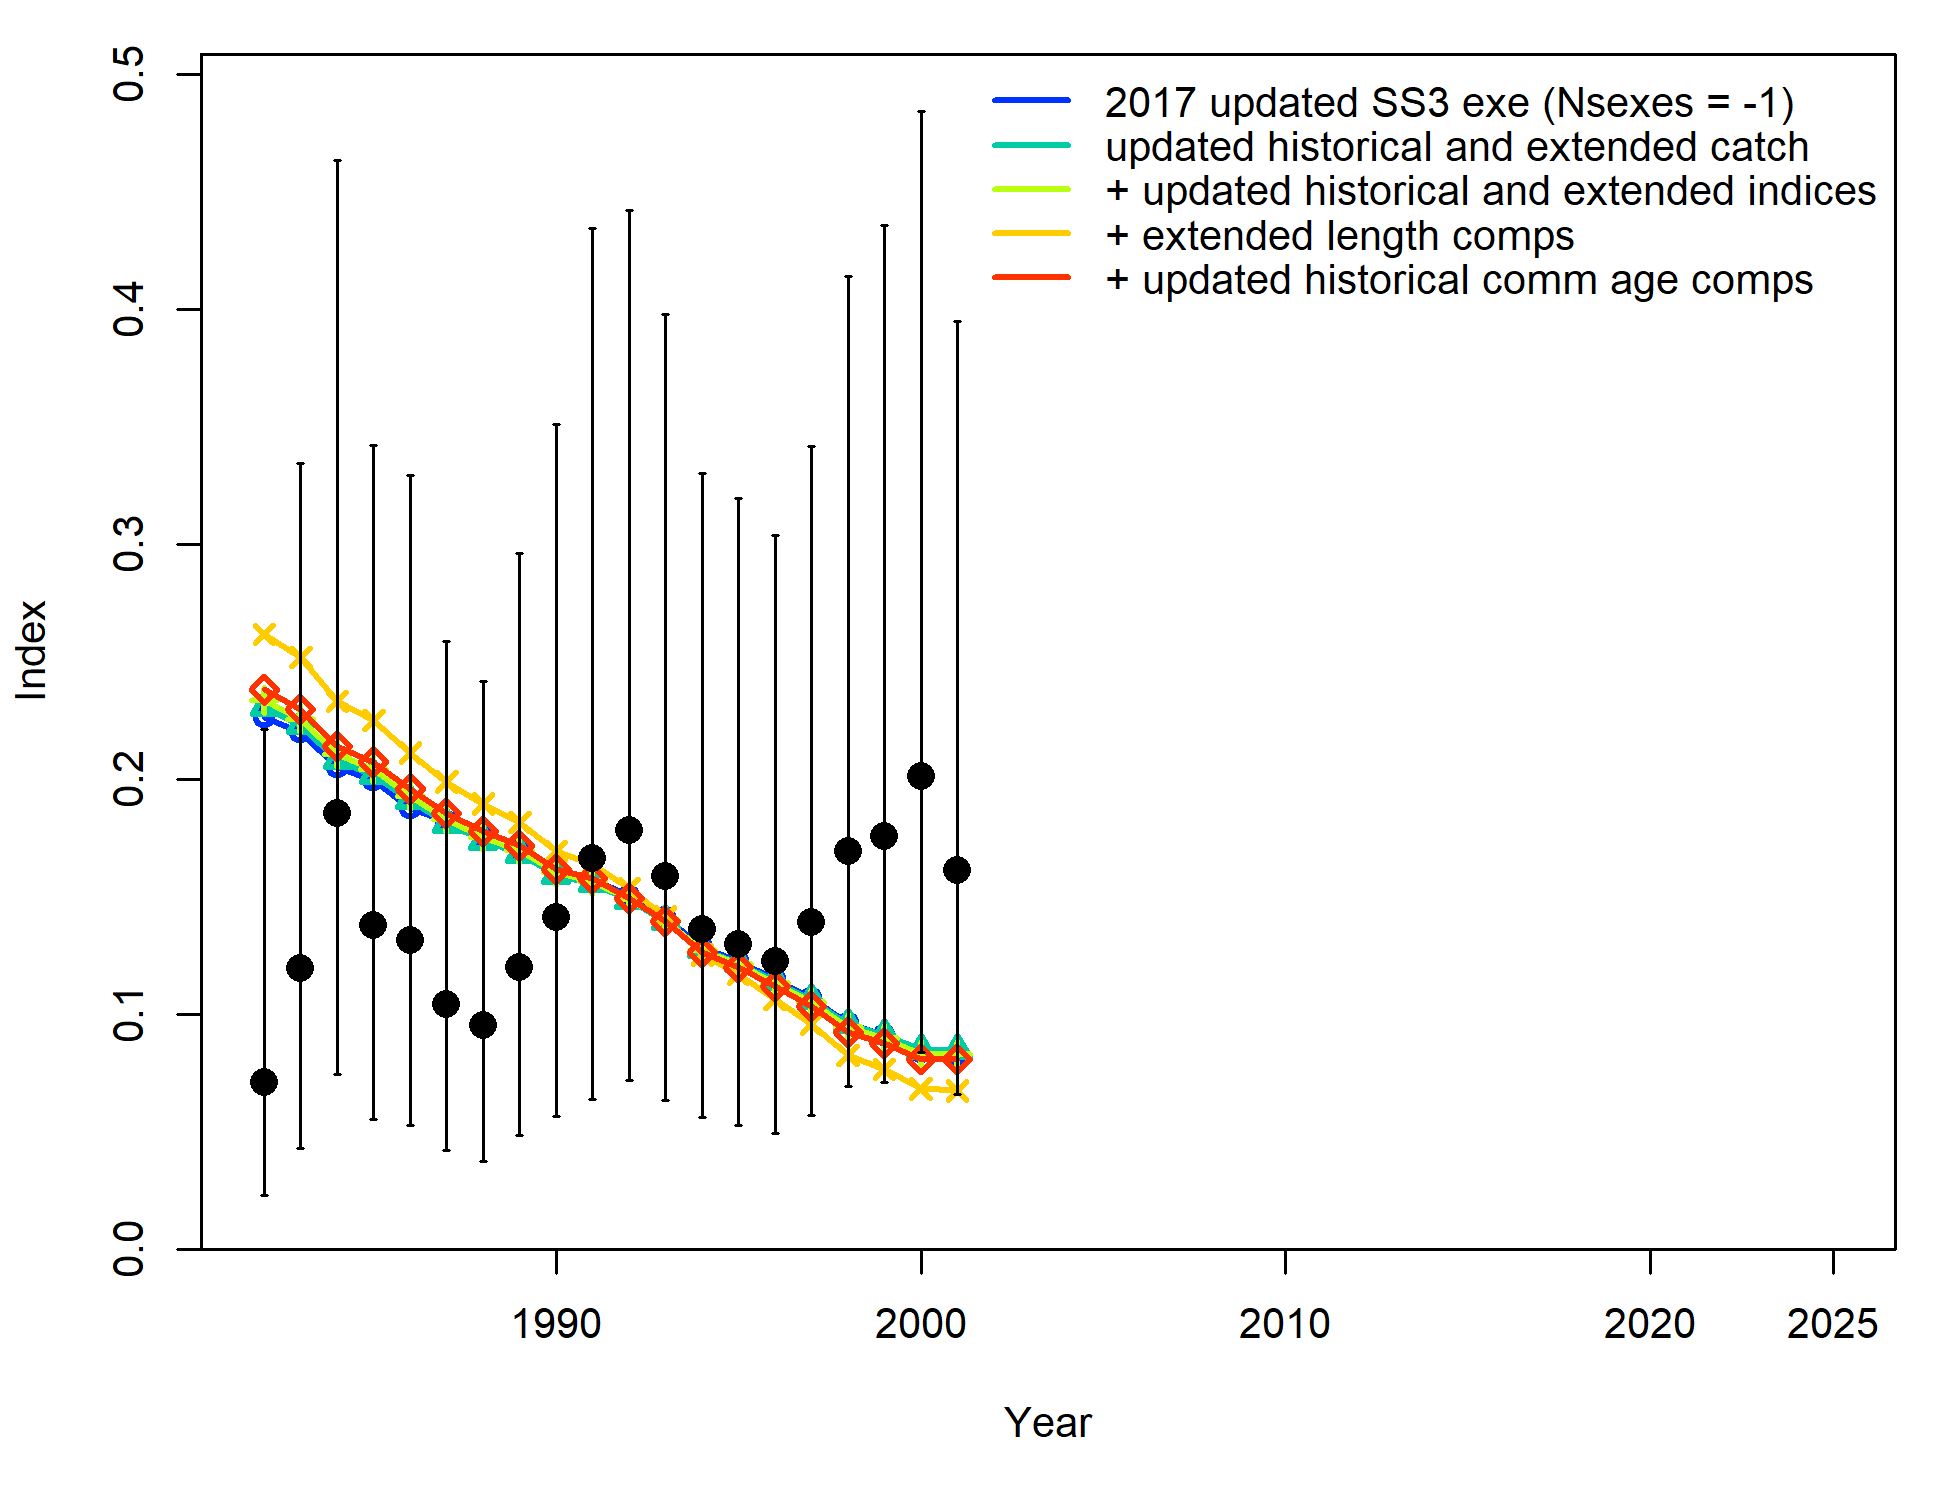 0.5
0.4
0.3
0.2
0.1
0.0
Index
2017 updated SS3 exe (Nsexes = -1)
updated historical and extended catch
+ updated historical and extended indices
+ extended length comps
+ updated historical comm age comps
1990 2000 2010 2020 2025
Year